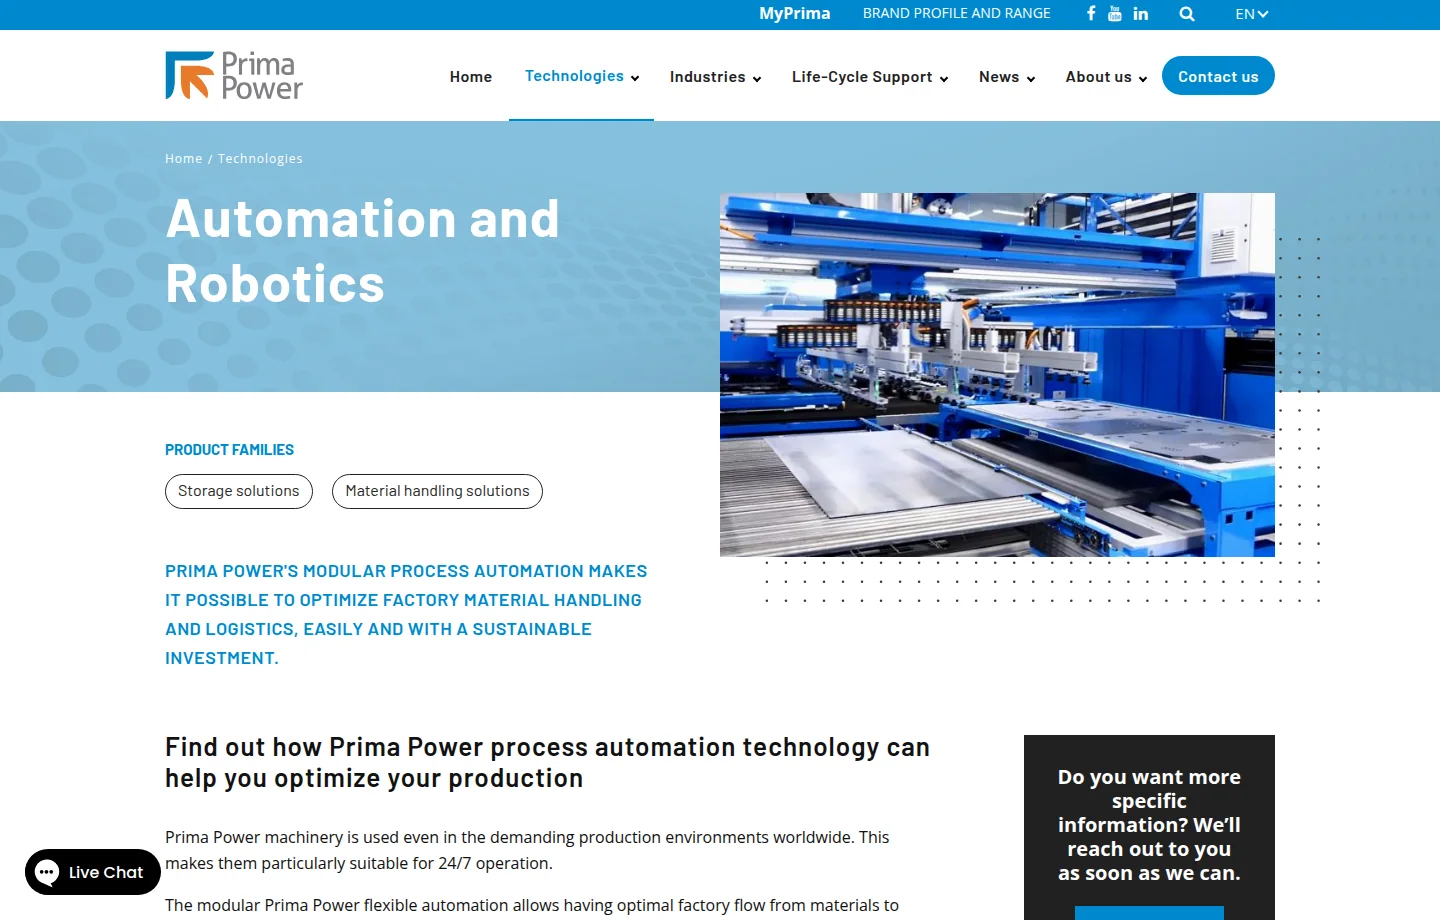 MyPrima
BRAND PROFILE AND RANGE
EN
Prima
Power
Home
Technologies
Industries
Life-Cycle Support
News
About us
Contact us
Home / Technologies
Automation and
Robotics
PRODUCT FAMILIES
Storage solutions
Material handling solutions
PRIMA POWER'S MODULAR PROCESS AUTOMATION MAKES
IT POSSIBLE TO OPTIMIZE FACTORY MATERIAL HANDLING
AND LOGISTICS, EASILY AND WITH A SUSTAINABLE
INVESTMENT.
Find out how Prima Power process automation technology can
help you optimize your production
Prima Power machinery is used even in the demanding production environments worldwide. This
makes them particularly suitable for 24/7 operation.
The modular Prima Power flexible automation allows having optimal factory flow from materials to
Do you want more
specific
information? We’ll
reach out to you
as soon as we can.
Live Chat